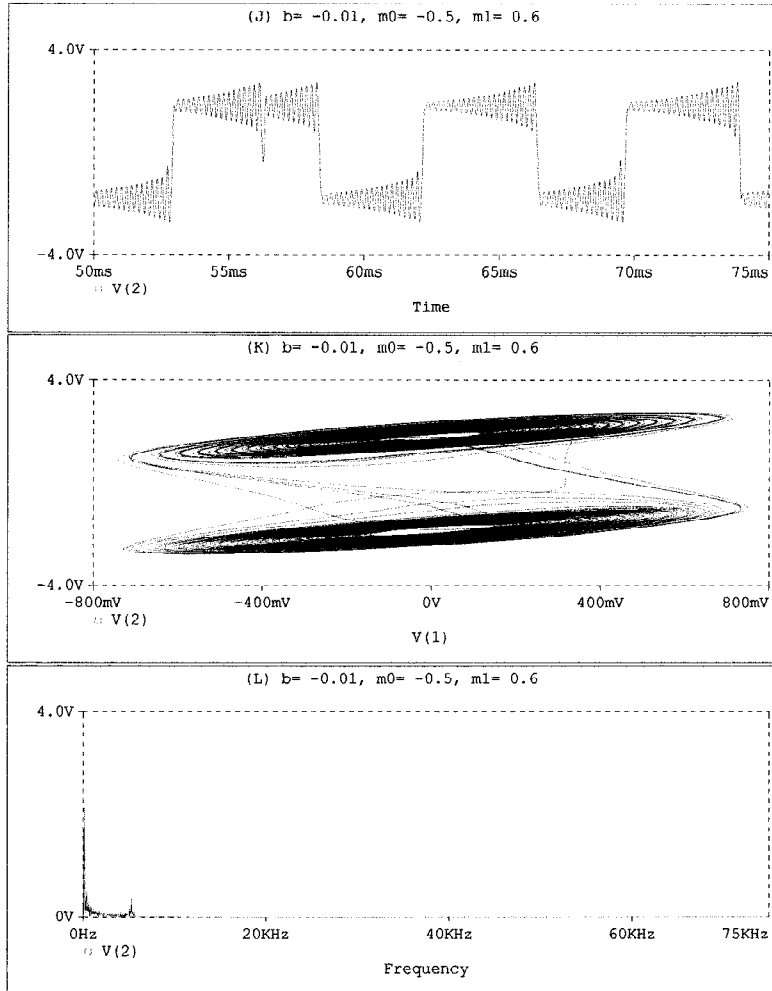 (J) b= -0.01, m0= -0.5, m1= 0.6
4.0V
-4.0V
50ms 55ms 60ms 65ms 70ms 75ms
V(2)
Time
(K) b= -0.01, m0= -0.5, m1= 0.6
4.0V
-4.0V
-800mV -400mV 0V 400mV 800mV
V(2)
V(1)
(L) b= -0.01, m0= -0.5, m1= 0.6
4.0V
0V
0Hz 20KHz 40KHz 60KHz 75KHz
V(2)
Frequency